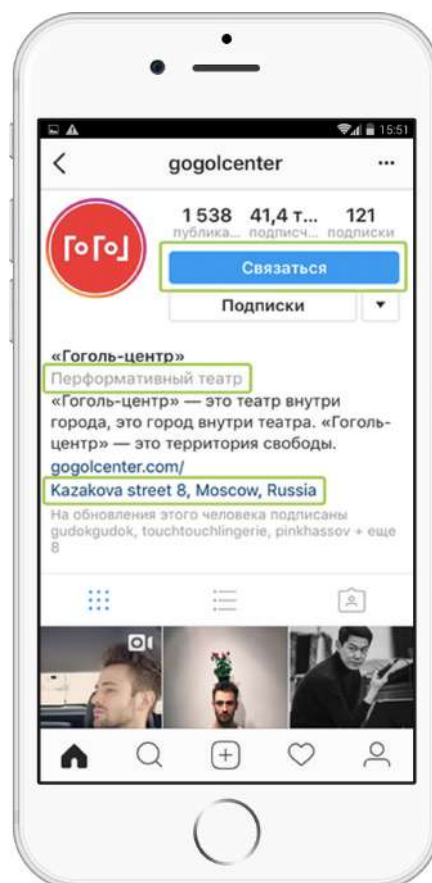 15:51
gogolcenter
1 538 41,4 т... 121
публика... подписч... подписки
гоголь
Связаться
Подписки
«Гоголь-центр»
Перформативный театр
«Гоголь-центр» — это театр внутри
города, это город внутри театра. «Гоголь-
центр» — это территория свободы.
gogolcenter.com/
Kazakova street 8, Moscow, Russia
На обновления этого человека подписаны
gudokgudok, touchtouchlingerie, pinkhassov + еще
8